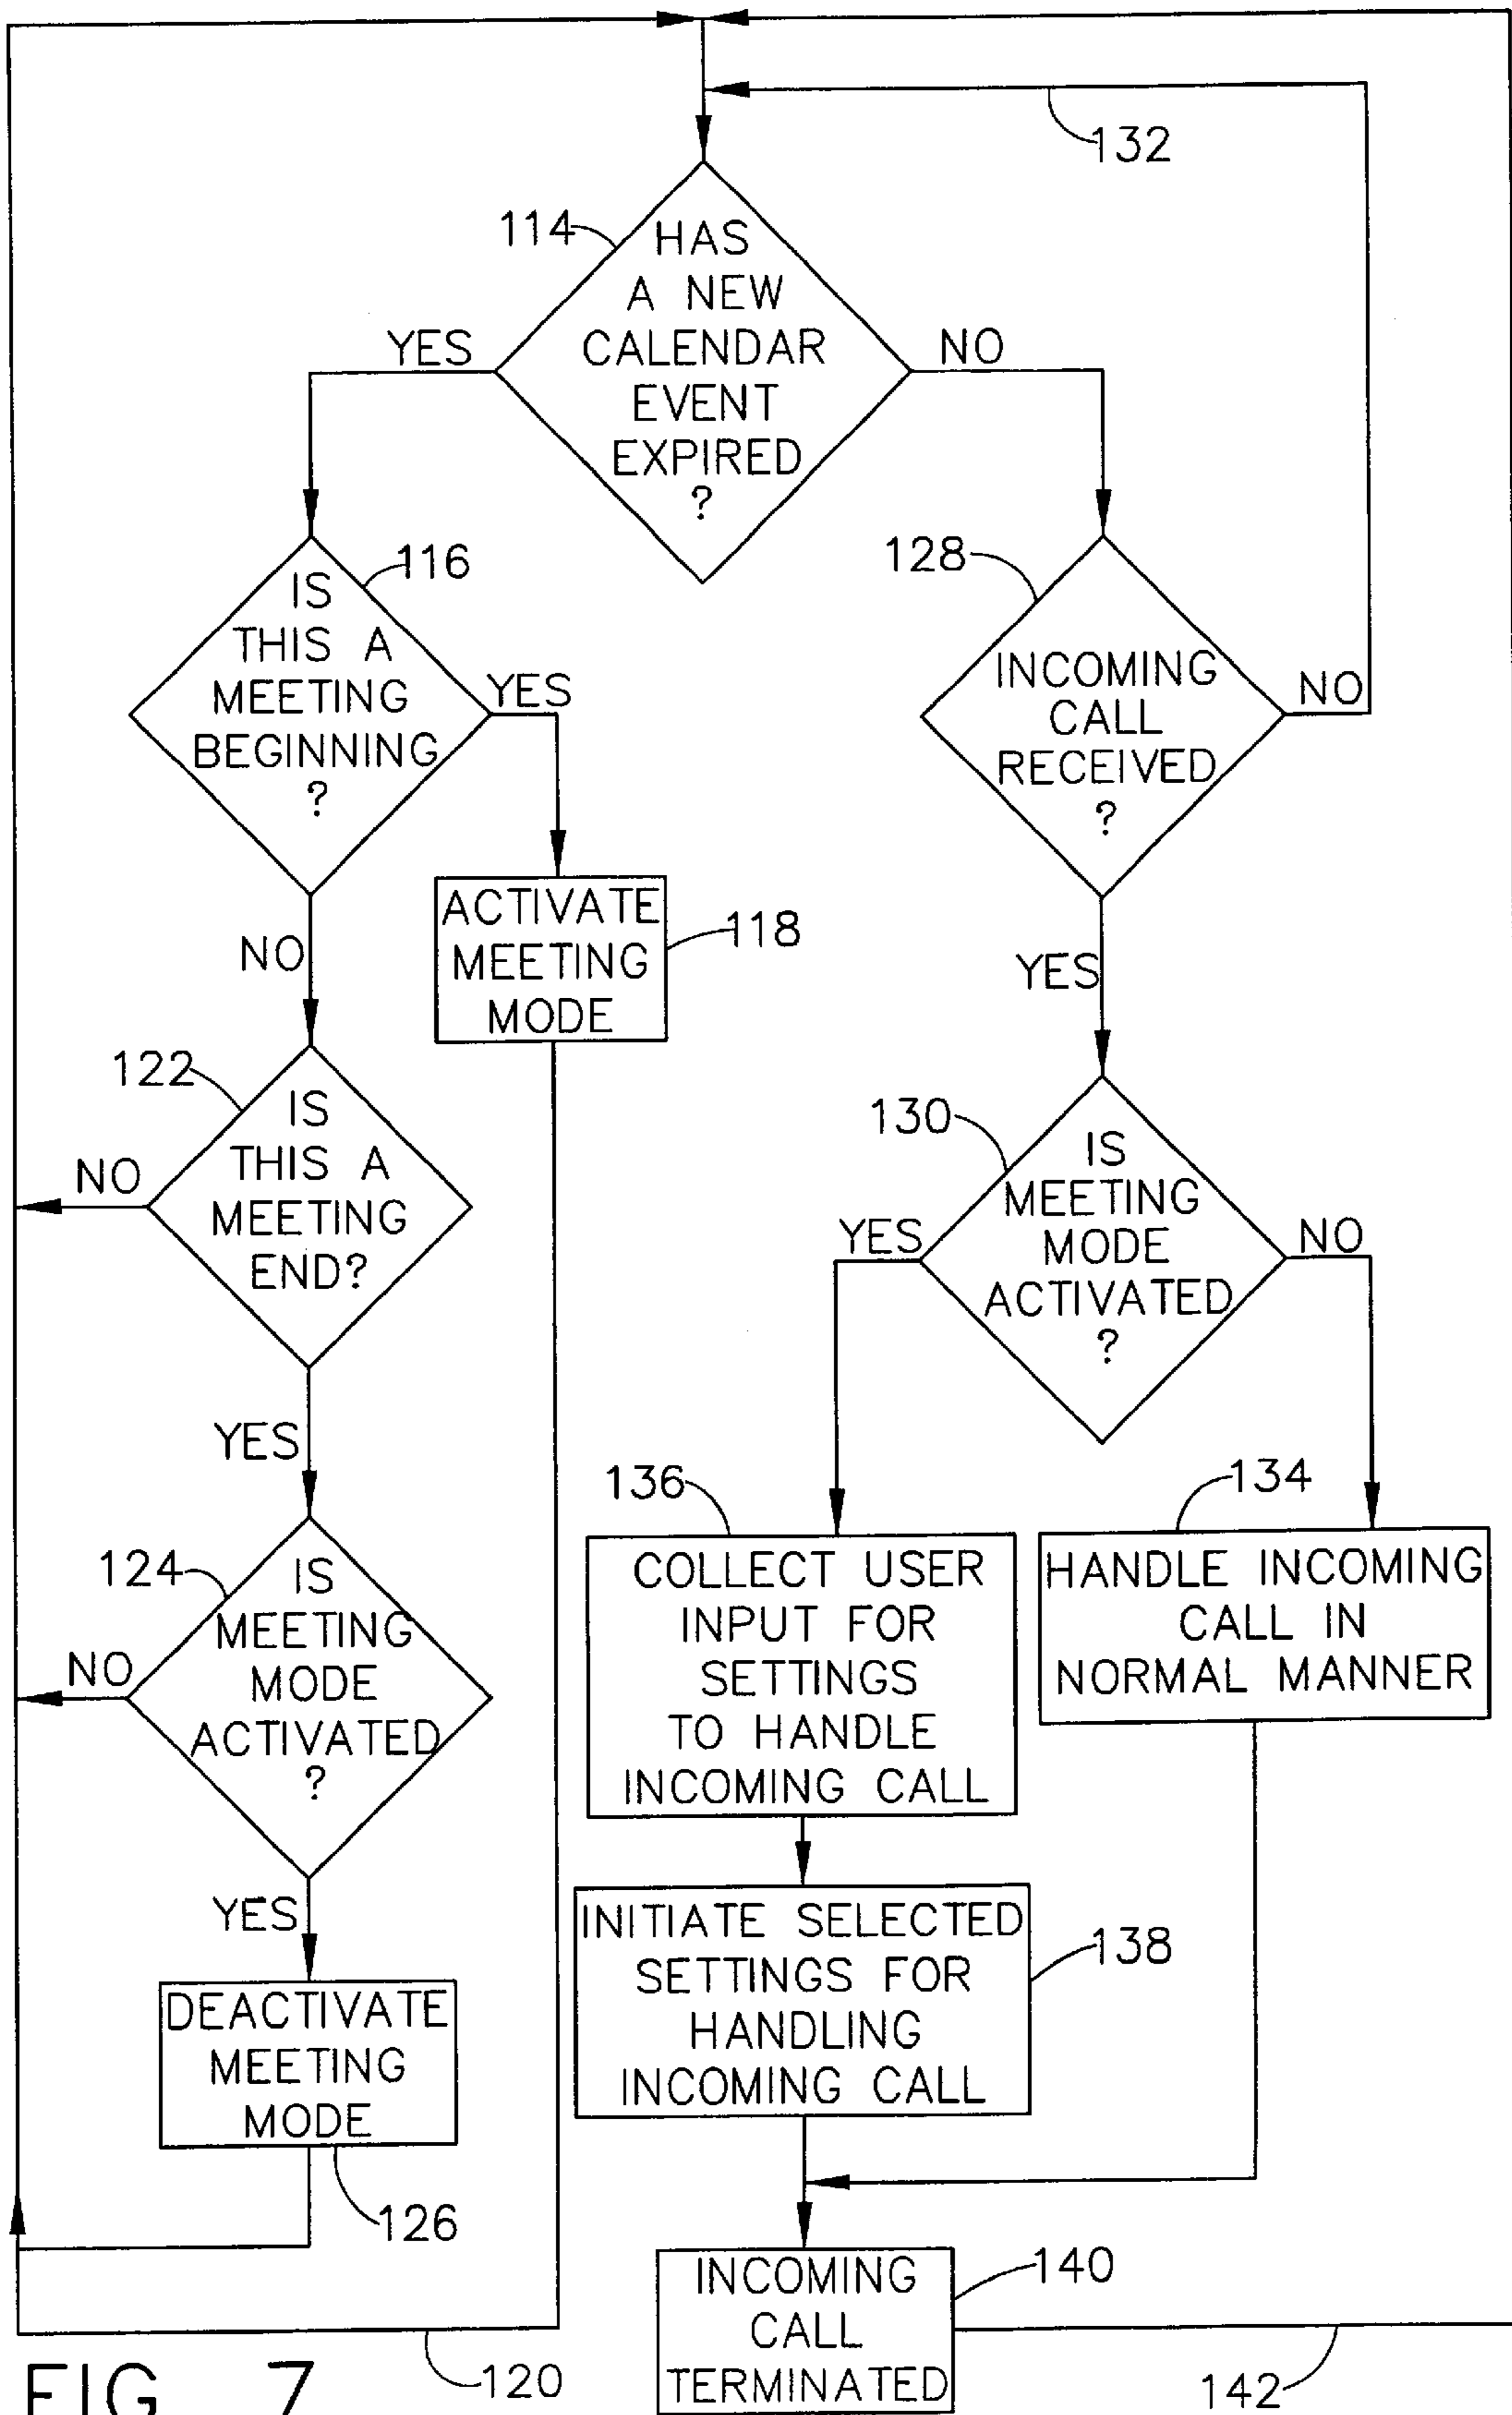 132
114
HAS
A NEW
CALENDAR
EVENT
EXPIRED
?
YES
NO
116
IS
THIS A
MEETING
BEGINNING
?
YES
NO
128
INCOMING
CALL
RECEIVED
?
NO
YES
ACTIVATE
MEETING
MODE
118
122
IS
THIS A
MEETING
END?
NO
YES
130
IS
MEETING
MODE
ACTIVATED
?
YES
NO
124
IS
MEETING
MODE
ACTIVATED
?
NO
YES
136
COLLECT USER
INPUT FOR
SETTINGS
TO HANDLE
INCOMING CALL
134
HANDLE INCOMING
CALL IN
NORMAL MANNER
DEACTIVATE
MEETING
MODE
126
INITIATE SELECTED
SETTINGS FOR
HANDLING
INCOMING CALL
138
INCOMING
CALL
TERMINATED
140
120
142
FIG 7